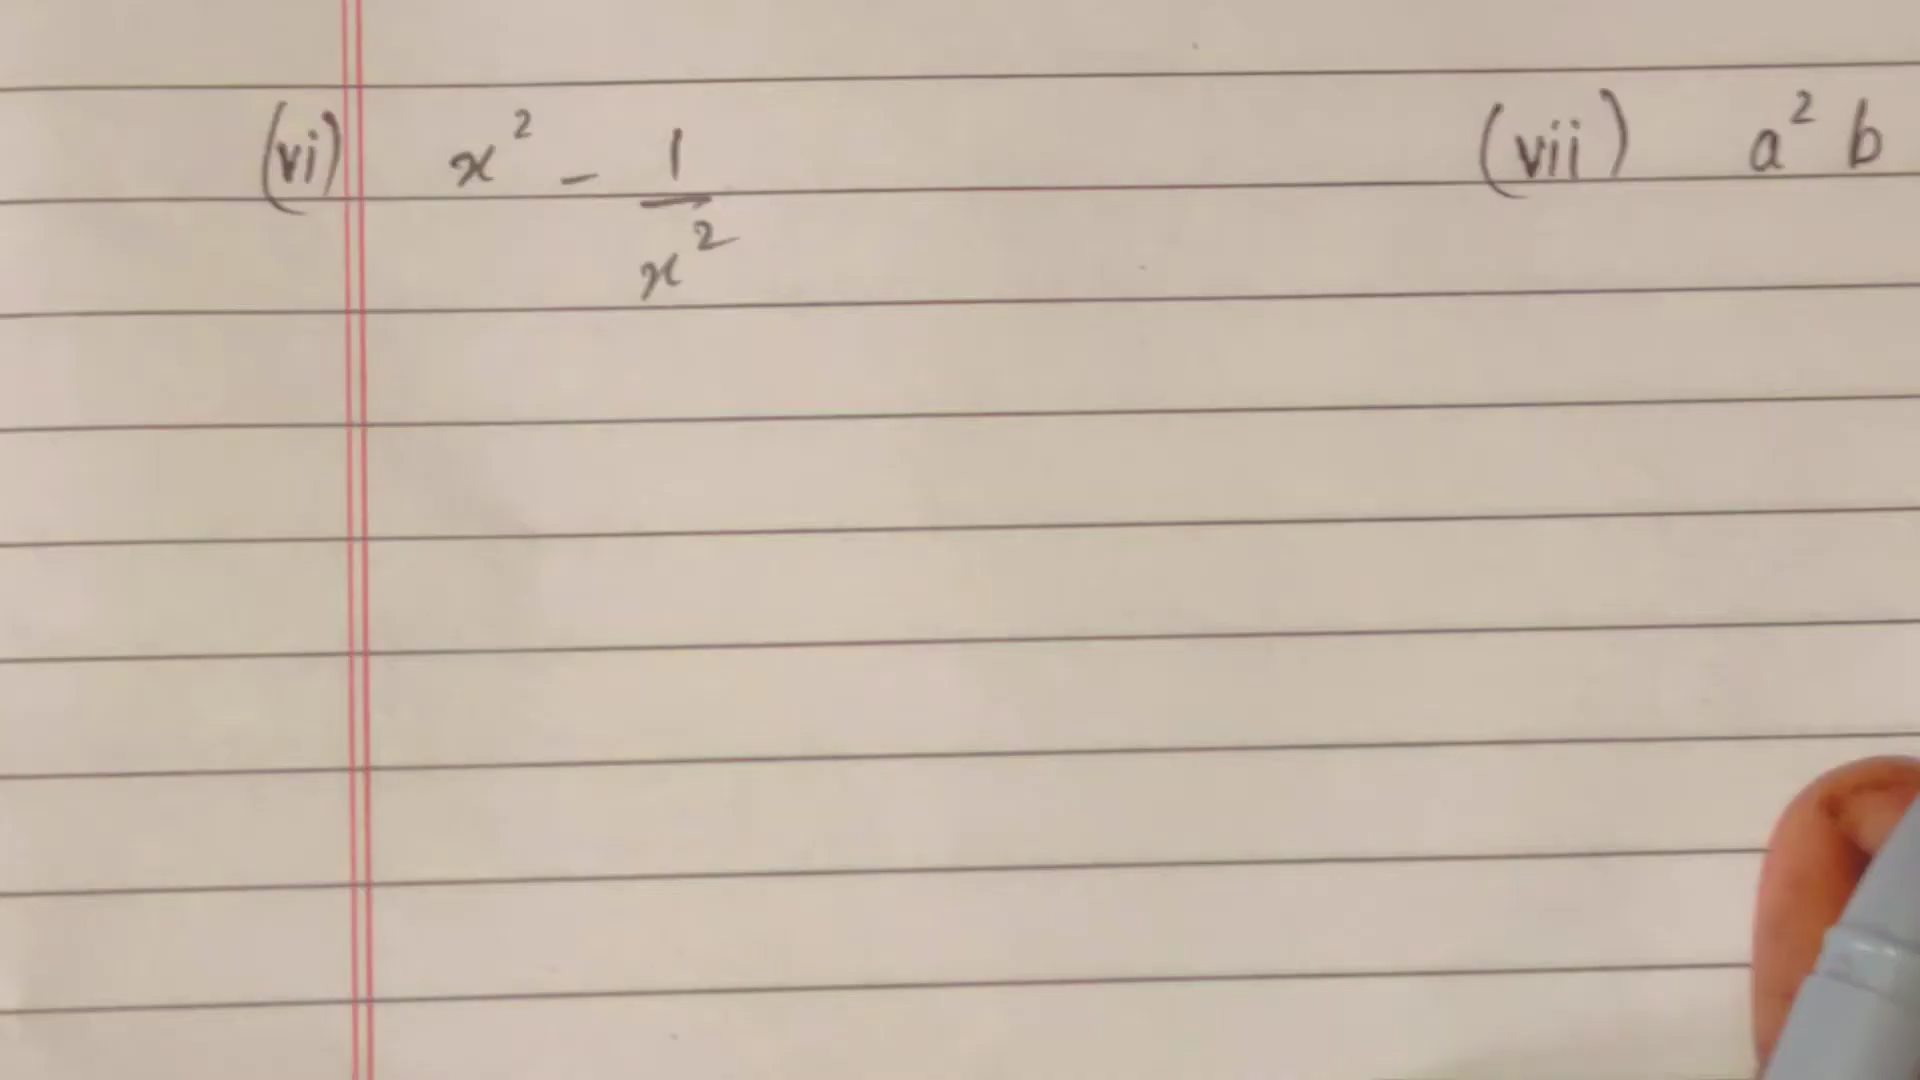 (vi) x² - 1/x² (vii) a² b